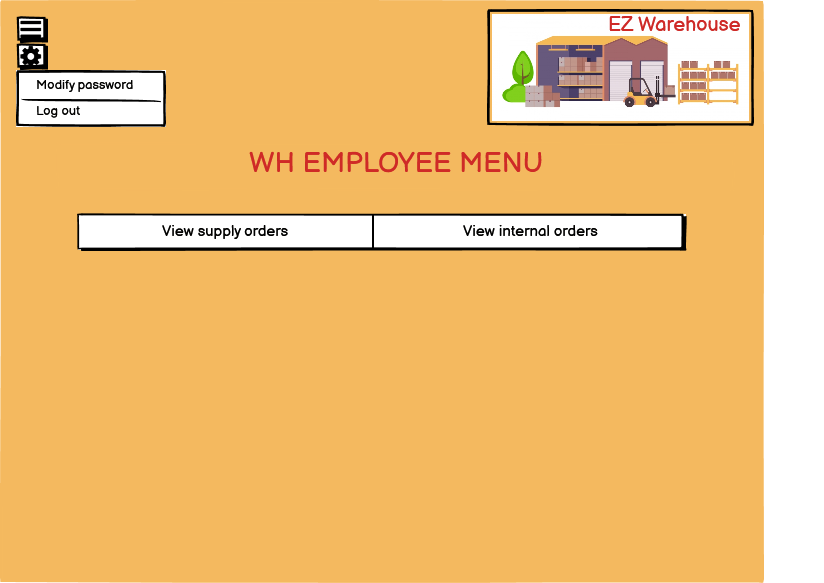 EZ Warehouse
Modify password
Log out
WH EMPLOYEE MENU
View supply orders
View internal orders